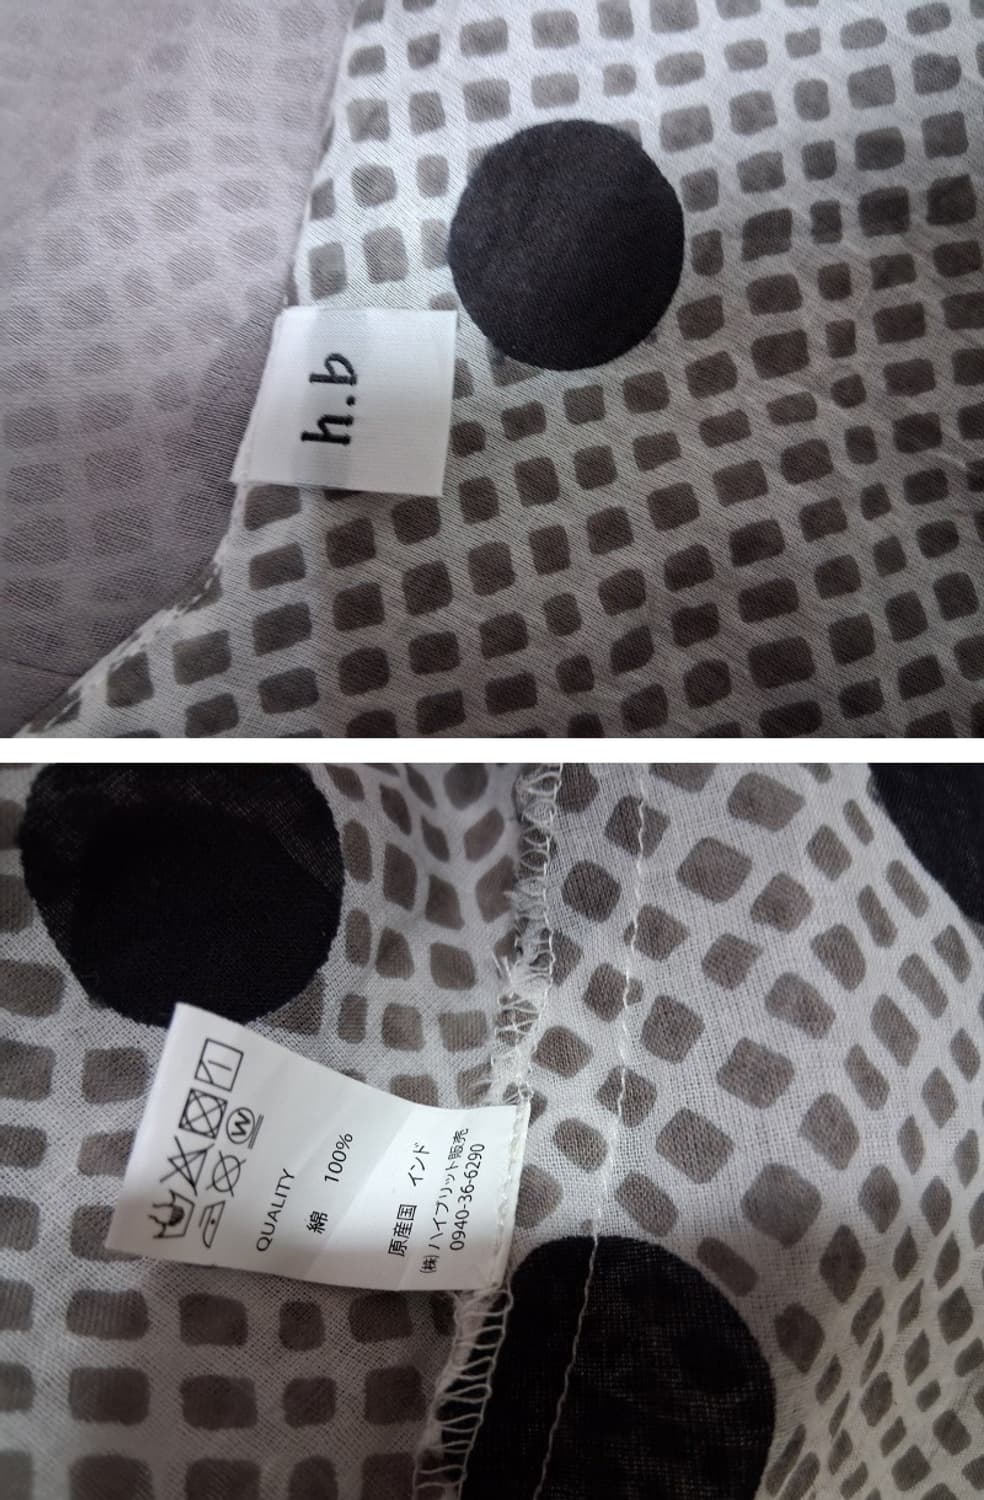 h.b
W
QUALITY
綿 100%
原産国 インド
㈱ハイブリット販売
0940-36-6290